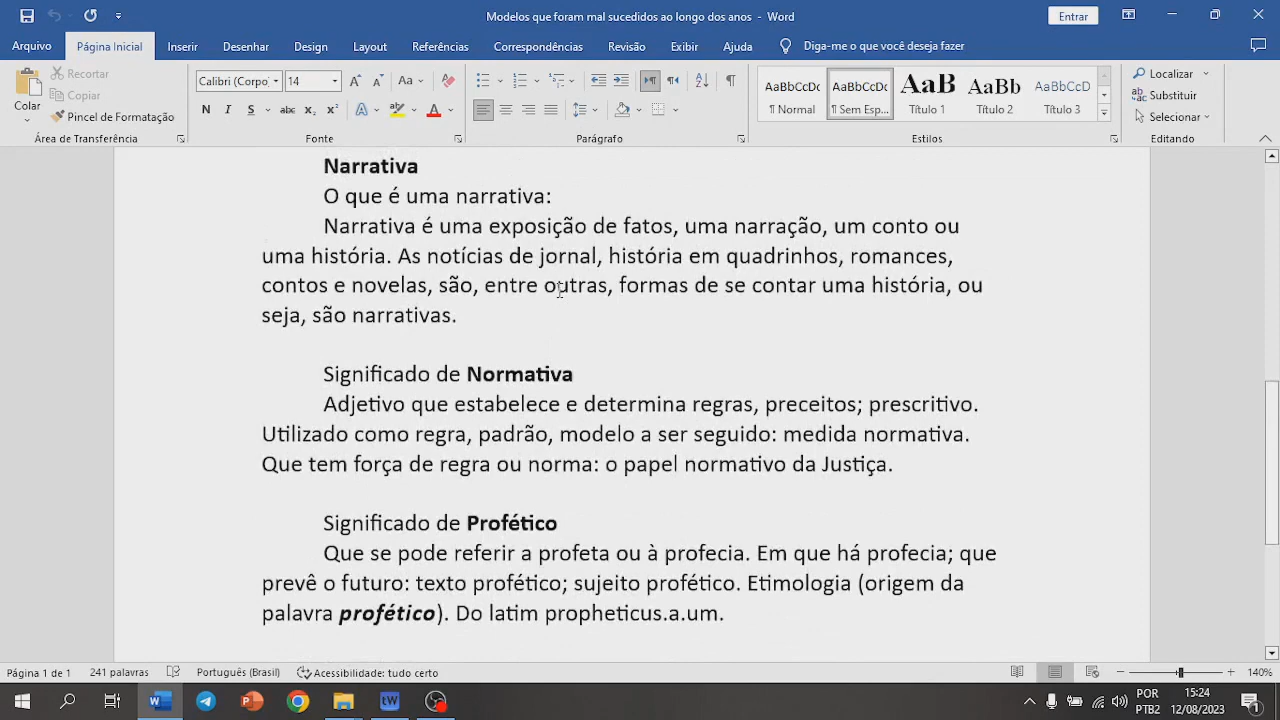 Modelos que foram mal sucedidos ao longo dos anos - Word
Entrar
Arquivo Página Inicial Inserir Desenhar Design Layout Referências Correspondências Revisão Exibir Ajuda Diga-me o que você deseja fazer
Colar
Recortar
Copiar
Pincel de Formatação
Área de Transferência
Calibri (Corpo 14
N I S abc x₂ x²
Fonte
Parágrafo
AaBbCcDc AaBbCcDc AaB AaBb AaBbCcD
¶ Normal ¶ Sem Esp... Título 1 Título 2 Título 3
Estilos
Localizar
Substituir
Selecionar
Editando
Narrativa
O que é uma narrativa:
Narrativa é uma exposição de fatos, uma narração, um conto ou
uma história. As notícias de jornal, história em quadrinhos, romances,
contos e novelas, são, entre outras, formas de se contar uma história, ou
seja, são narrativas.
Significado de Normativa
Adjetivo que estabelece e determina regras, preceitos; prescritivo.
Utilizado como regra, padrão, modelo a ser seguido: medida normativa.
Que tem força de regra ou norma: o papel normativo da Justiça.
Significado de Profético
Que se pode referir a profeta ou à profecia. Em que há profecia; que
prevê o futuro: texto profético; sujeito profético. Etimologia (origem da
palavra profético). Do latim propheticus.a.um.
Página 1 de 1 241 palavras Português (Brasil) Acessibilidade: tudo certo 140%
POR 15:24
PTB2 12/08/2023